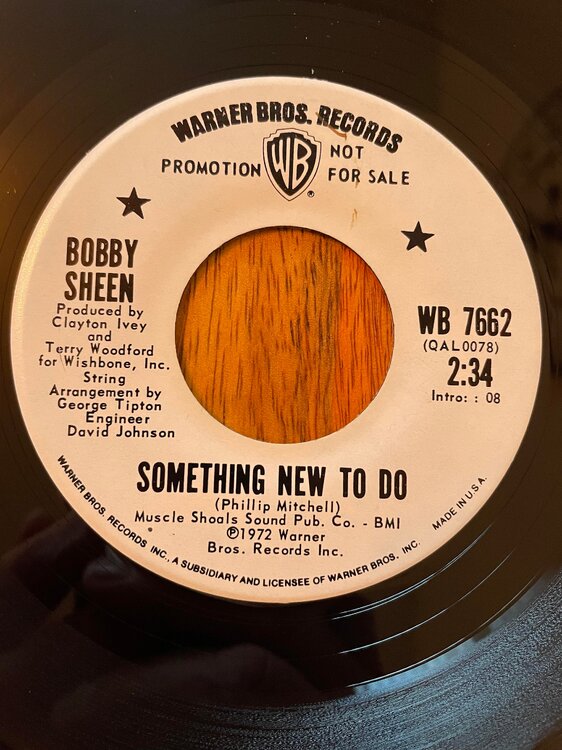 WARNER BROS. RECORDS
PROMOTION WB NOT
FOR SALE
®
BOBBY
SHEEN
Produced by
Clayton Ivey
and
Terry Woodford
for Wishbone, Inc.
String
Arrangement by
George Tipton
Engineer
David Johnson
WB 7662
(QAL0078)
2:34
Intro: : 08
SOMETHING NEW TO DO
(Phillip Mitchell)
Muscle Shoals Sound Pub. Co. - BMI
℗1972 Warner
Bros. Records Inc.
WARNER BROS. RECORDS INC., A SUBSIDIARY AND LICENSEE OF WARNER BROS. INC. MADE IN U.S.A.